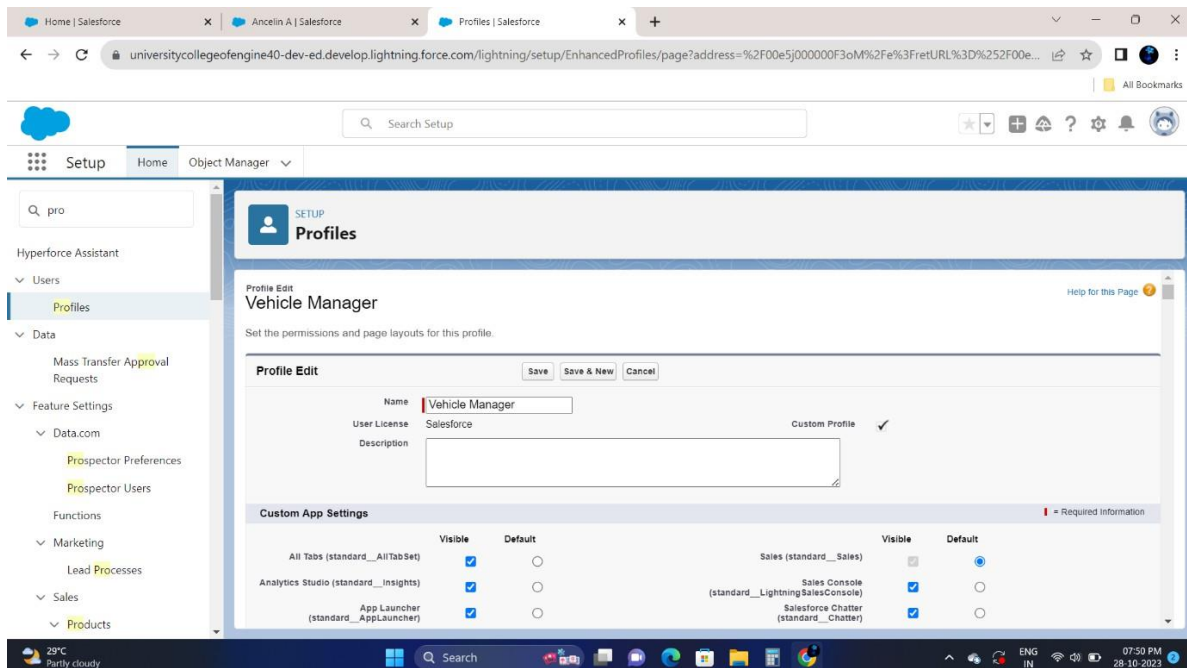 Home | Salesforce
Ancelin A | Salesforce
Profiles | Salesforce
universitycollegeofengine40-dev-ed.develop.lightning.force.com/lightning/setup/EnhancedProfiles/page?address=%2F00e5j000000F3oM%2Fe%3FretURL%3D%252F00e...
All Bookmarks
Search Setup
Setup Home Object Manager
pro
Hyperforce Assistant
Users
Profiles
Data
Mass Transfer Approval
Requests
Feature Settings
Data.com
Prospector Preferences
Prospector Users
Functions
Marketing
Lead Processes
Sales
Products
SETUP
Profiles
Profile Edit
Vehicle Manager
Help for this Page
Set the permissions and page layouts for this profile.
Profile Edit Save Save & New Cancel
Name Vehicle Manager
User License Salesforce Custom Profile
Description
Custom App Settings = Required Information
Visible Default Visible Default
All Tabs (standard__AllTabSet) Sales (standard__Sales)
Analytics Studio (standard__Insights) Sales Console
(standard__LightningSalesConsole)
App Launcher Salesforce Chatter
(standard__AppLauncher) (standard__Chatter)
29°C
Partly cloudy
Search
ENG
IN
07:50 PM
28-10-2023
2